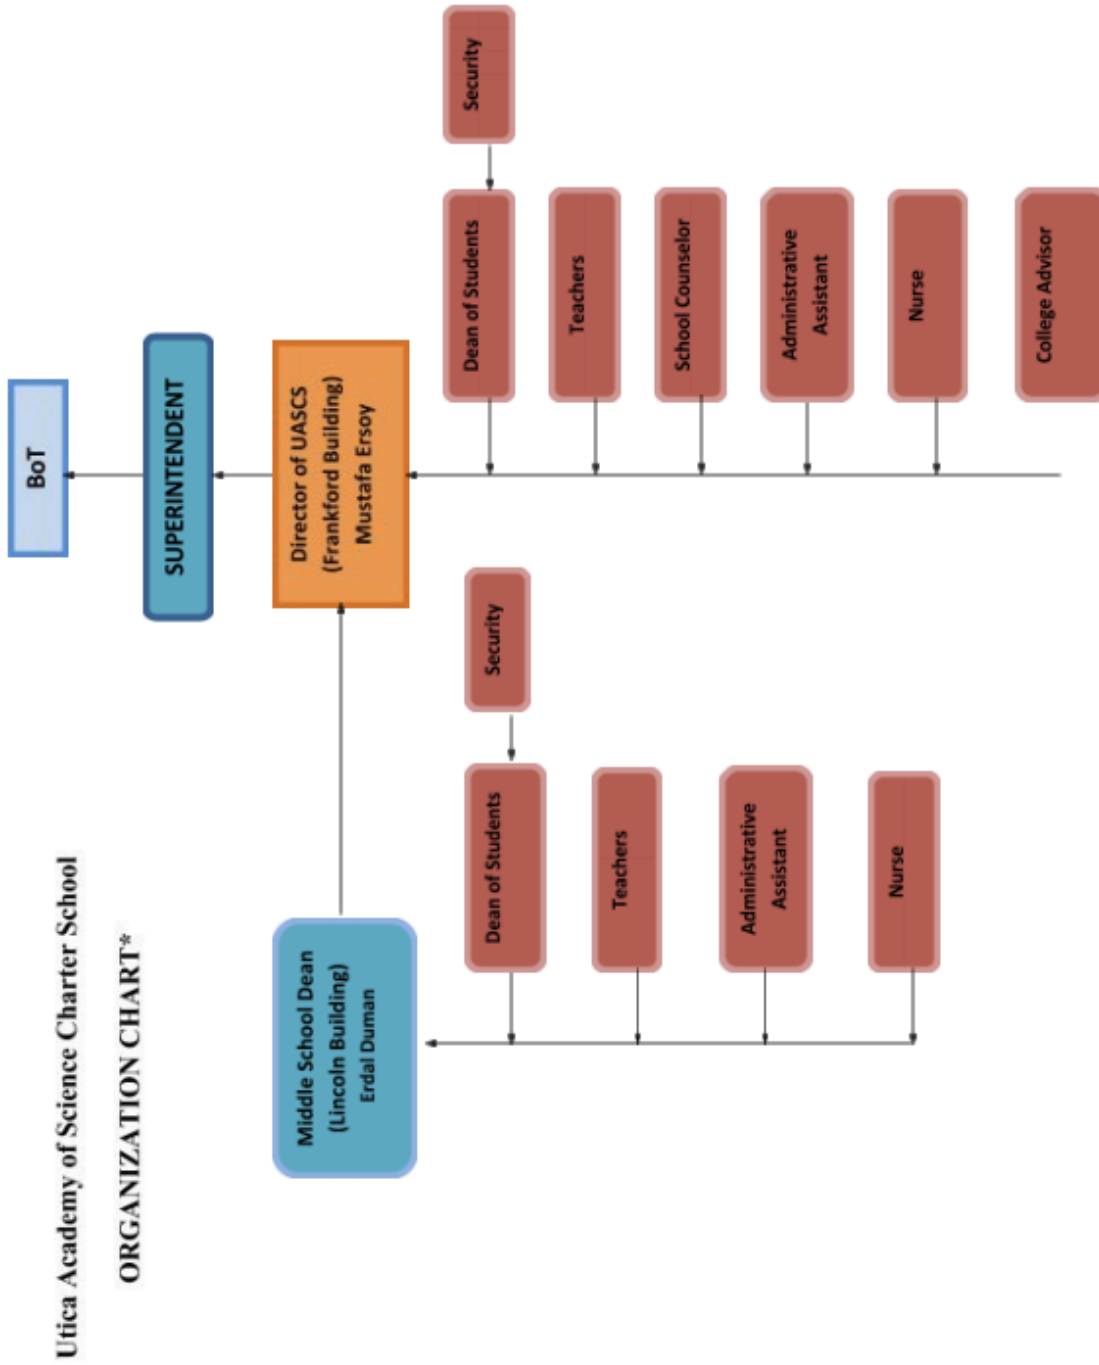 Utica Academy of Science Charter School
ORGANIZATION CHART*
BoT
SUPERINTENDENT
Director of UASCS
(Frankford Building)
Mustafa Ersoy
Middle School Dean
(Lincoln Building)
Erdal Duman
Dean of Students
Security
Teachers
Administrative
Assistant
Nurse
Dean of Students
Security
Teachers
School Counselor
Administrative
Assistant
Nurse
College Advisor